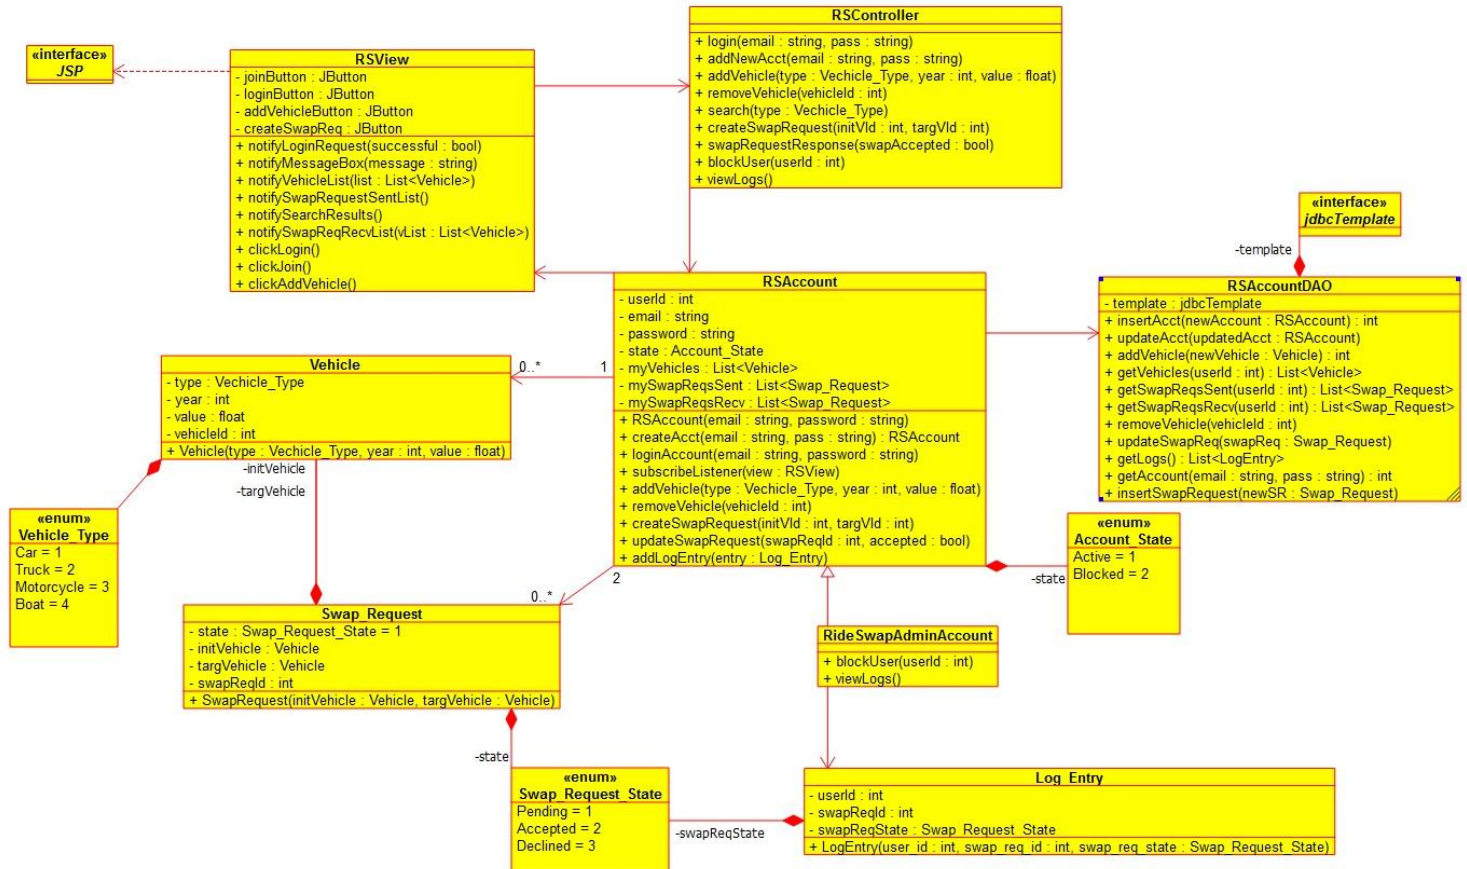 RSController
+ login(email : string, pass : string)
+ addNewAcct(email : string, pass : string)
+ addVehicle(type : Vechicle_Type, year : int, value : float)
+ removeVehicle(vehicleId : int)
+ search(type : Vechicle_Type)
+ createSwapRequest(initVId : int, targVId : int)
+ swapRequestResponse(swapAccepted : bool)
+ blockUser(userId : int)
+ viewLogs()
«interface»
JSP
RSView
- joinButton : JButton
- loginButton : JButton
- addVehicleButton : JButton
- createSwapReq : JButton
+ notifyLoginRequest(successful : bool)
+ notifyMessageBox(message : string)
+ notifyVehicleList(list : List<Vehicle>)
+ notifySwapRequestSentList()
+ notifySearchResults()
+ notifySwapReqRecvList(vList : List<Vehicle>)
+ clickLogin()
+ clickJoin()
+ clickAddVehicle()
«interface»
jdbcTemplate
-template
RSAccount
- userId : int
- email : string
- password : string
- state : Account_State
- myVehicles : List<Vehicle>
- mySwapReqsSent : List<Swap_Request>
- mySwapReqsRecv : List<Swap_Request>
+ RSAccount(email : string, password : string)
+ createAcct(email : string, pass : string) : RSAccount
+ loginAccount(email : string, password : string)
+ subscribeListener(view : RSView)
+ addVehicle(type : Vechicle_Type, year : int, value : float)
+ removeVehicle(vehicleId : int)
+ createSwapRequest(initVId : int, targVId : int)
+ updateSwapRequest(swapReqId : int, accepted : bool)
+ addLogEntry(entry : Log_Entry)
RSAccountDAO
- template : jdbcTemplate
+ insertAcct(newAccount : RSAccount) : int
+ updateAcct(updatedAcct : RSAccount)
+ addVehicle(newVehicle : Vehicle) : int
+ getVehicles(userId : int) : List<Vehicle>
+ getSwapReqsSent(userId : int) : List<Swap_Request>
+ getSwapReqsRecv(userId : int) : List<Swap_Request>
+ removeVehicle(vehicleId : int)
+ updateSwapReq(swapReq : Swap_Request)
+ getLogs() : List<LogEntry>
+ getAccount(email : string, pass : string) : int
+ insertSwapRequest(newSR : Swap_Request)
0..*
1
Vehicle
- type : Vechicle_Type
- year : int
- value : float
- vehicleId : int
+ Vehicle(type : Vechicle_Type, year : int, value : float)
-initVehicle
-targVehicle
«enum»
Vehicle_Type
Car = 1
Truck = 2
Motorcycle = 3
Boat = 4
«enum»
Account_State
Active = 1
Blocked = 2
-state
2
0..*
Swap_Request
- state : Swap_Request_State = 1
- initVehicle : Vehicle
- targVehicle : Vehicle
- swapReqId : int
+ SwapRequest(initVehicle : Vehicle, targVehicle : Vehicle)
RideSwapAdminAccount
+ blockUser(userId : int)
+ viewLogs()
-state
«enum»
Swap_Request_State
Pending = 1
Accepted = 2
Declined = 3
-swapReqState
Log_Entry
- userId : int
- swapReqId : int
- swapReqState : Swap_Request_State
+ LogEntry(user_id : int, swap_req_id : int, swap_req_state : Swap_Request_State)